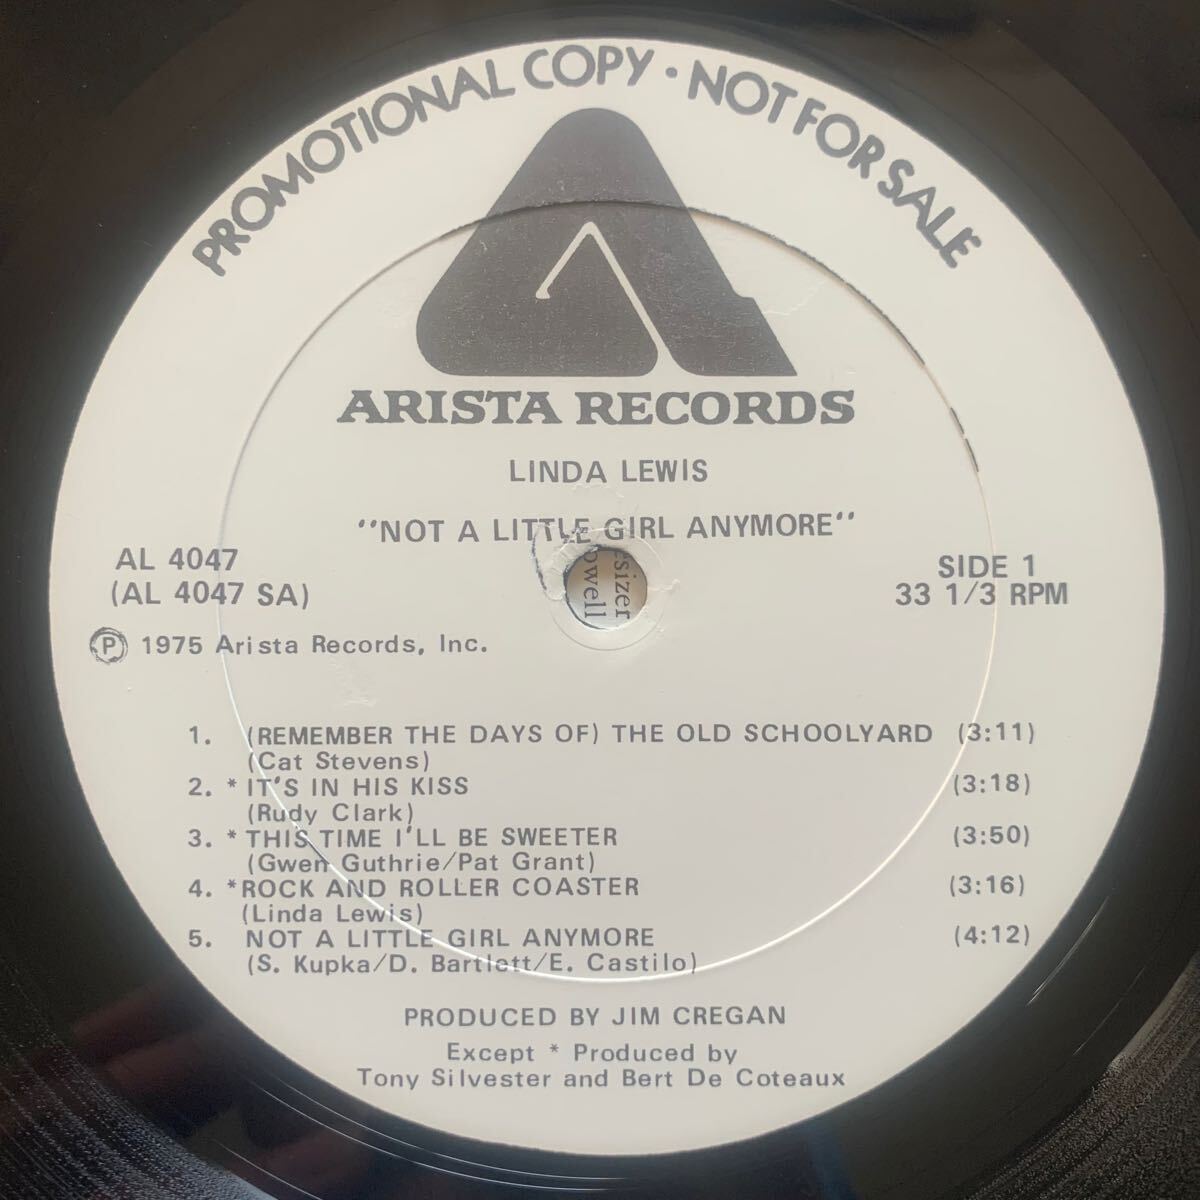 PROMOTIONAL COPY · NOT FOR SALE
ARISTA RECORDS
LINDA LEWIS
"NOT A LITTLE GIRL ANYMORE"
AL 4047
(AL 4047 SA)
SIDE 1
33 1/3 RPM
Ⓟ 1975 Arista Records, Inc.
1. (REMEMBER THE DAYS OF) THE OLD SCHOOLYARD (3:11)
(Cat Stevens)
2. * IT'S IN HIS KISS (3:18)
(Rudy Clark)
3. * THIS TIME I'LL BE SWEETER (3:50)
(Gwen Guthrie/Pat Grant)
4. *ROCK AND ROLLER COASTER (3:16)
(Linda Lewis)
5. NOT A LITTLE GIRL ANYMORE (4:12)
(S. Kupka/D. Bartlett/E. Castilo)
PRODUCED BY JIM CREGAN
Except * Produced by
Tony Silvester and Bert De Coteaux